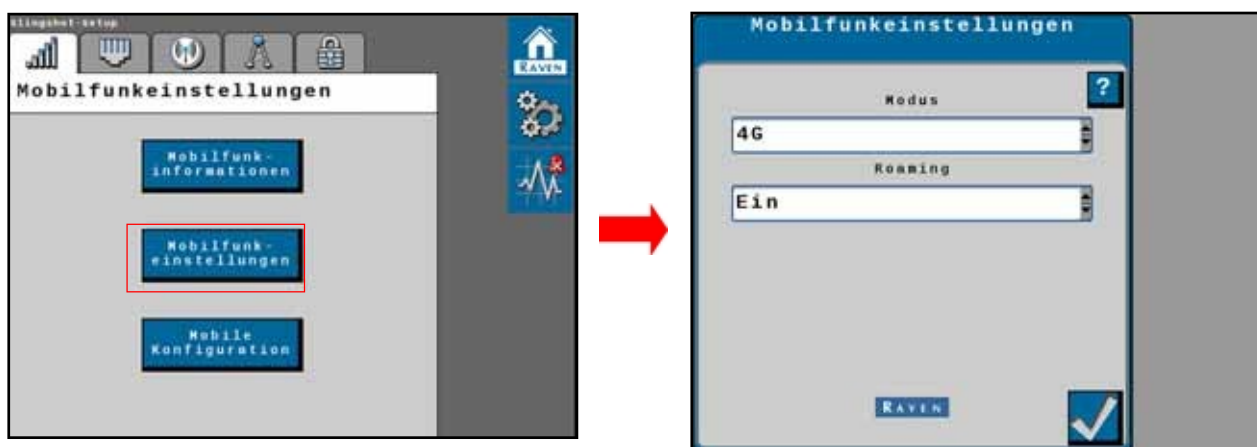 Slingshot-Setup
Mobilfunkeinstellungen
RAVEN
Mobilfunk-
informationen
Mobilfunk-
einstellungen
Mobile
Konfiguration
Mobilfunkeinstellungen
?
Modus
4G
Roaming
Ein
RAVEN